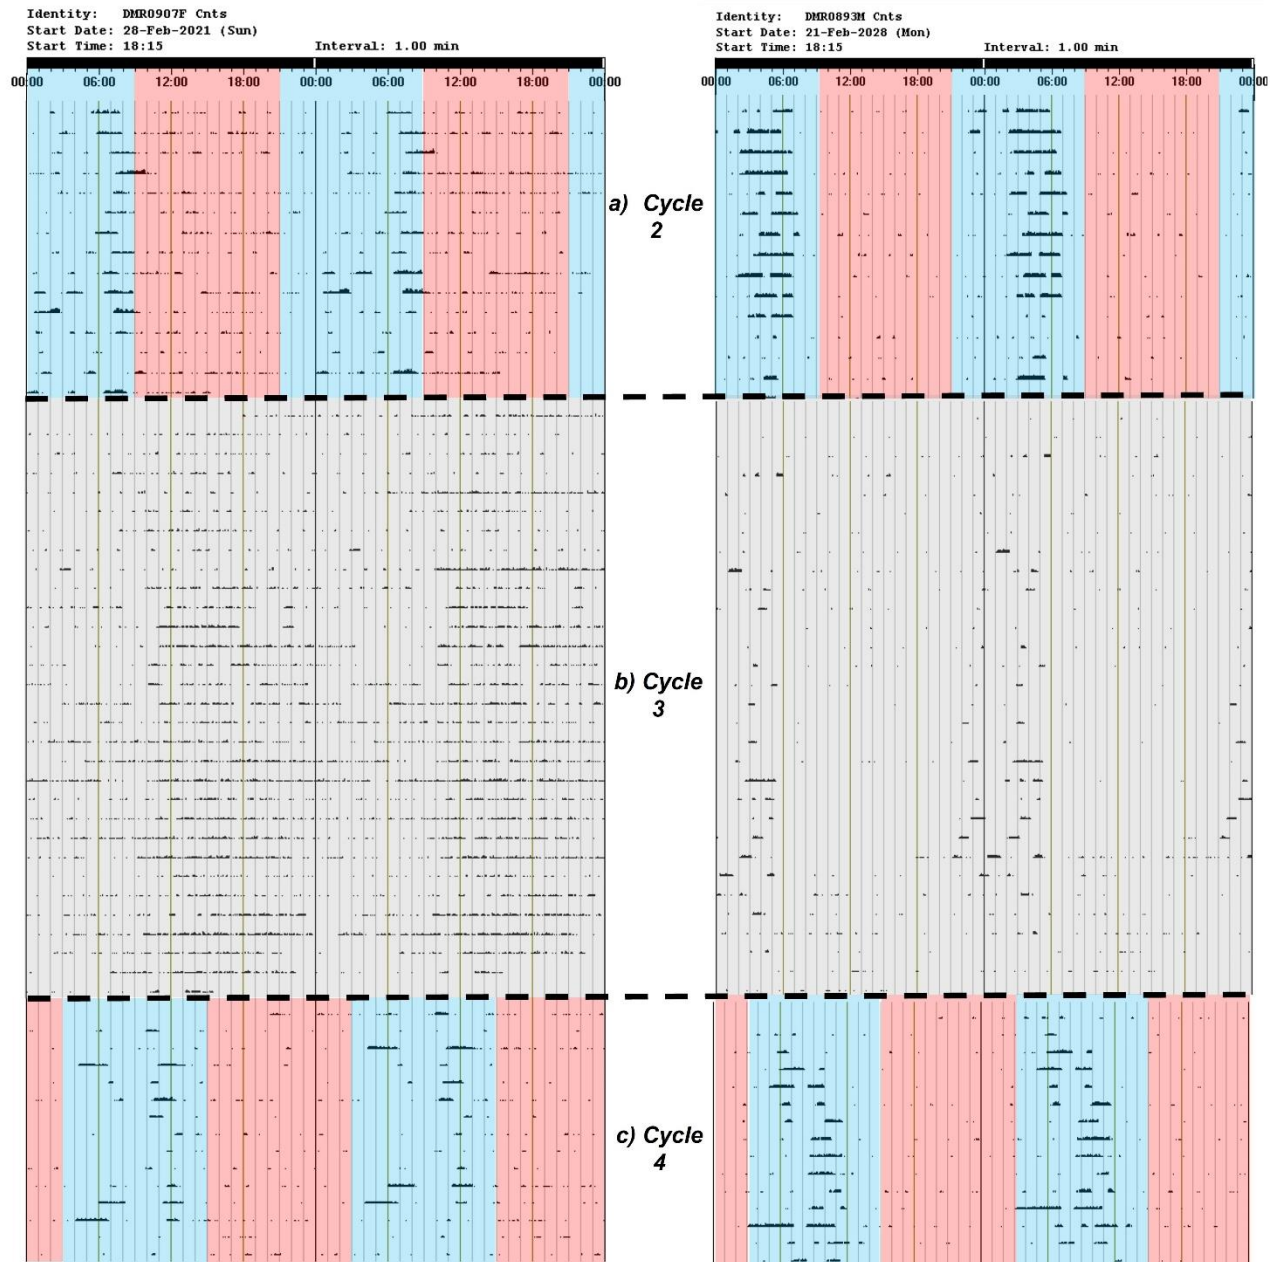 Identity: DMR0907F Cnts
Start Date: 28-Feb-2021 (Sun)
Start Time: 18:15 Interval: 1.00 min
00:00 06:00 12:00 18:00 00:00 06:00 12:00 18:00 00:00
Identity: DMR0893M Cnts
Start Date: 21-Feb-2028 (Mon)
Start Time: 18:15 Interval: 1.00 min
00:00 06:00 12:00 18:00 00:00 06:00 12:00 18:00 00:00
a) Cycle
2
b) Cycle
3
c) Cycle
4